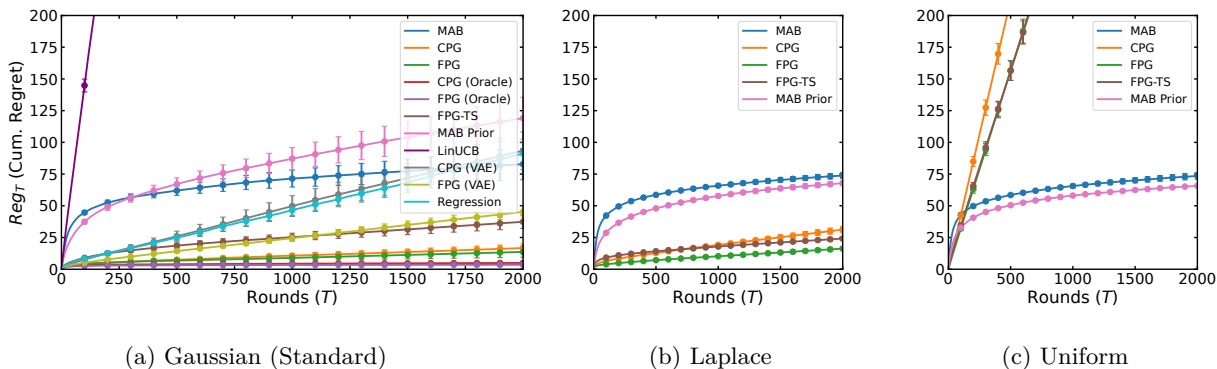 200
175
150
125
100
75
50
25
0
Reg_T (Cum. Regret)
0 250 500 750 1000 1250 1500 1750 2000
Rounds (T)
MAB
CPG
FPG
CPG (Oracle)
FPG (Oracle)
FPG-TS
MAB Prior
LinUCB
CPG (VAE)
FPG (VAE)
Regression
(a) Gaussian (Standard)
200
175
150
125
100
75
50
25
0
0 500 1000 1500 2000
Rounds (T)
MAB
CPG
FPG
FPG-TS
MAB Prior
(b) Laplace
200
175
150
125
100
75
50
25
0
0 500 1000 1500 2000
Rounds (T)
MAB
CPG
FPG
FPG-TS
MAB Prior
(c) Uniform